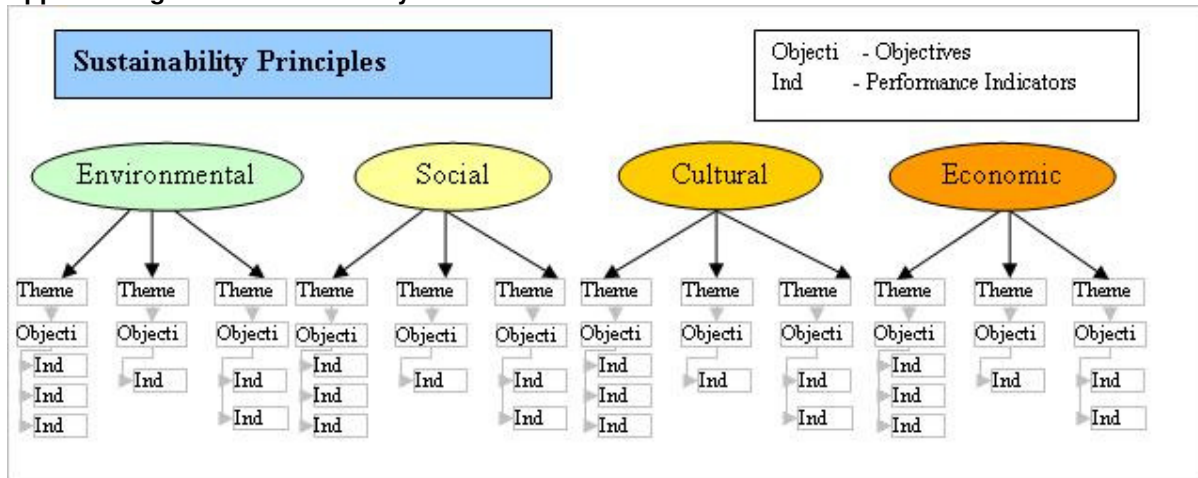 Sustainability Principles
Objecti - Objectives
Ind - Performance Indicators
Environmental Social Cultural Economic
Theme Theme Theme Theme Theme Theme Theme Theme Theme Theme Theme Theme
Objecti Objecti Objecti Objecti Objecti Objecti Objecti Objecti Objecti Objecti Objecti Objecti
Ind Ind Ind Ind
Ind Ind Ind Ind Ind Ind Ind Ind
Ind Ind Ind Ind
Ind Ind Ind Ind
Ind Ind Ind Ind